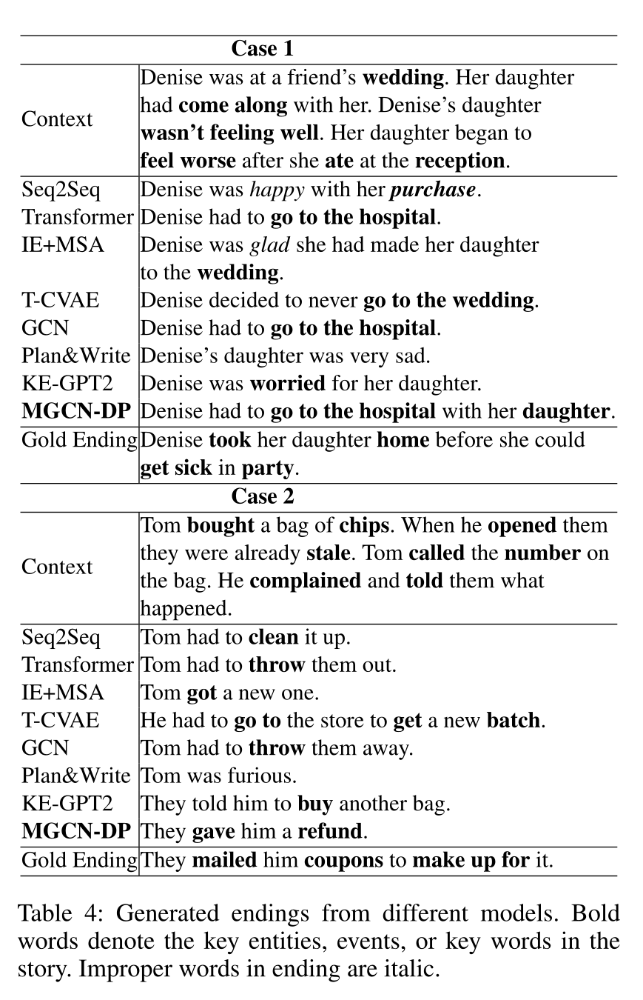 Case 1
Context
Denise was at a friend's wedding. Her daughter
had come along with her. Denise's daughter
wasn't feeling well. Her daughter began to
feel worse after she ate at the reception.
Seq2Seq Denise was happy with her purchase.
Transformer Denise had to go to the hospital.
IE+MSA Denise was glad she had made her daughter
to the wedding.
T-CVAE Denise decided to never go to the wedding.
GCN Denise had to go to the hospital.
Plan&Write Denise's daughter was very sad.
KE-GPT2 Denise was worried for her daughter.
MGCN-DP Denise had to go to the hospital with her daughter.
Gold Ending Denise took her daughter home before she could
get sick in party.
Case 2
Context
Tom bought a bag of chips. When he opened them
they were already stale. Tom called the number on
the bag. He complained and told them what
happened.
Seq2Seq Tom had to clean it up.
Transformer Tom had to throw them out.
IE+MSA Tom got a new one.
T-CVAE He had to go to the store to get a new batch.
GCN Tom had to throw them away.
Plan&Write Tom was furious.
KE-GPT2 They told him to buy another bag.
MGCN-DP They gave him a refund.
Gold Ending They mailed him coupons to make up for it.
Table 4: Generated endings from different models. Bold
words denote the key entities, events, or key words in the
story. Improper words in ending are italic.